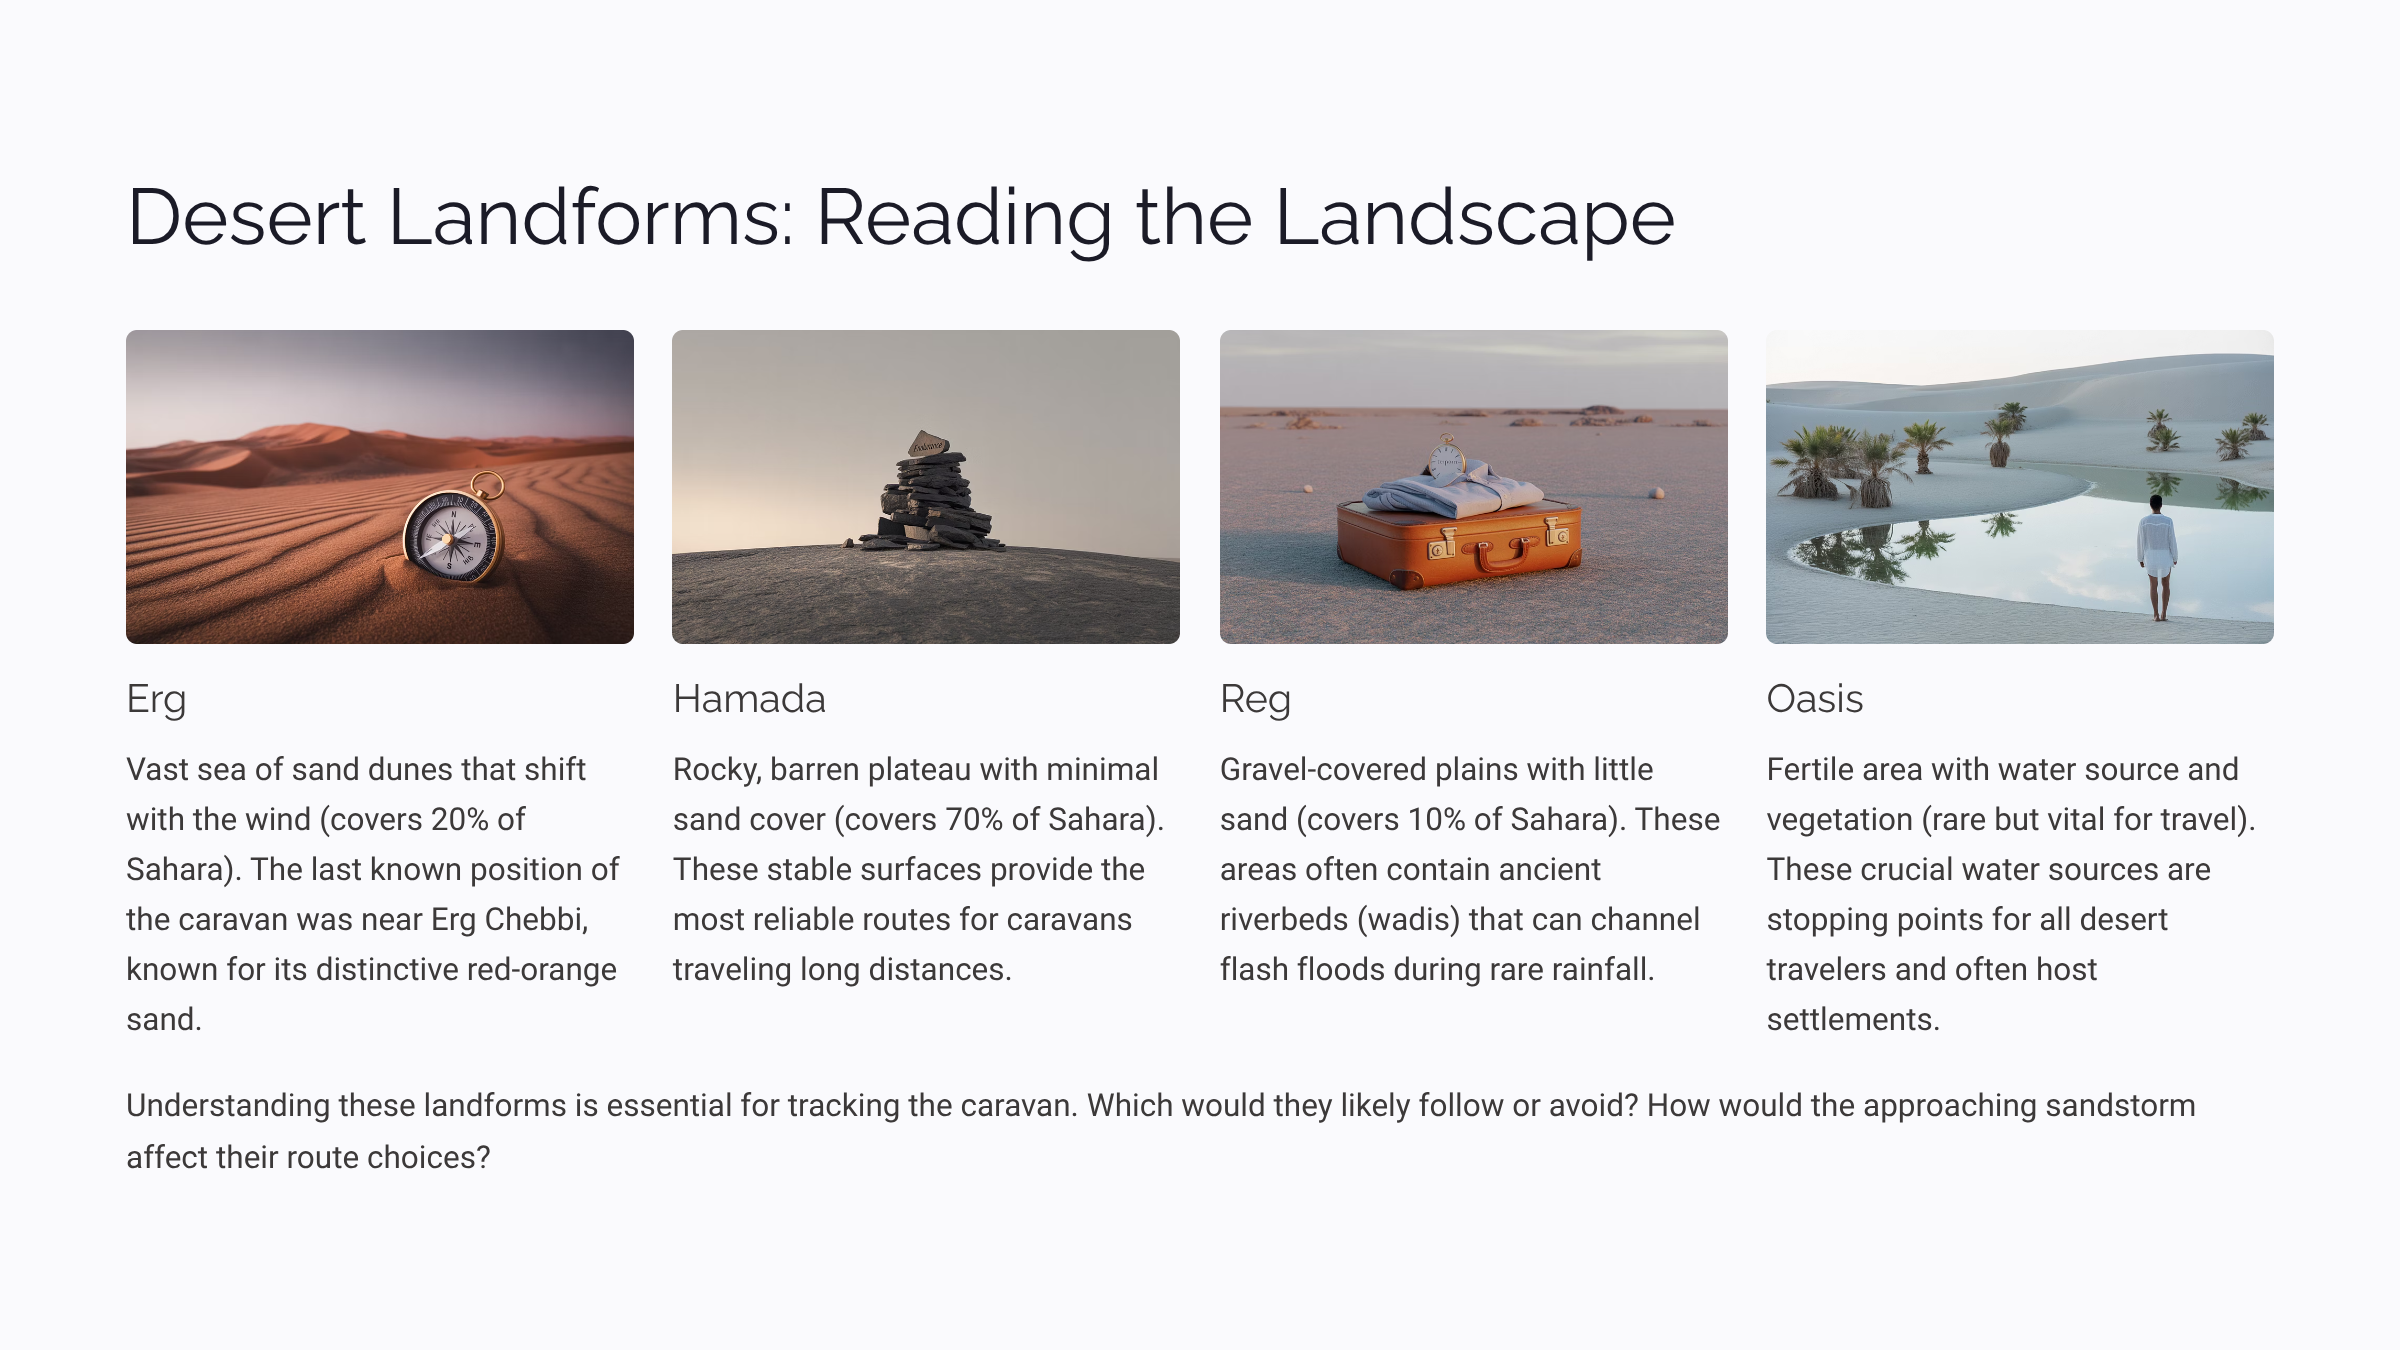 Desert Landforms: Reading the Landscape
Erg
Vast sea of sand dunes that shift
with the wind (covers 20% of
Sahara). The last known position of
the caravan was near Erg Chebbi,
known for its distinctive red-orange
sand.
Hamada
Rocky, barren plateau with minimal
sand cover (covers 70% of Sahara).
These stable surfaces provide the
most reliable routes for caravans
traveling long distances.
Reg
Gravel-covered plains with little
sand (covers 10% of Sahara). These
areas often contain ancient
riverbeds (wadis) that can channel
flash floods during rare rainfall.
Oasis
Fertile area with water source and
vegetation (rare but vital for travel).
These crucial water sources are
stopping points for all desert
travelers and often host
settlements.
Understanding these landforms is essential for tracking the caravan. Which would they likely follow or avoid? How would the approaching sandstorm
affect their route choices?